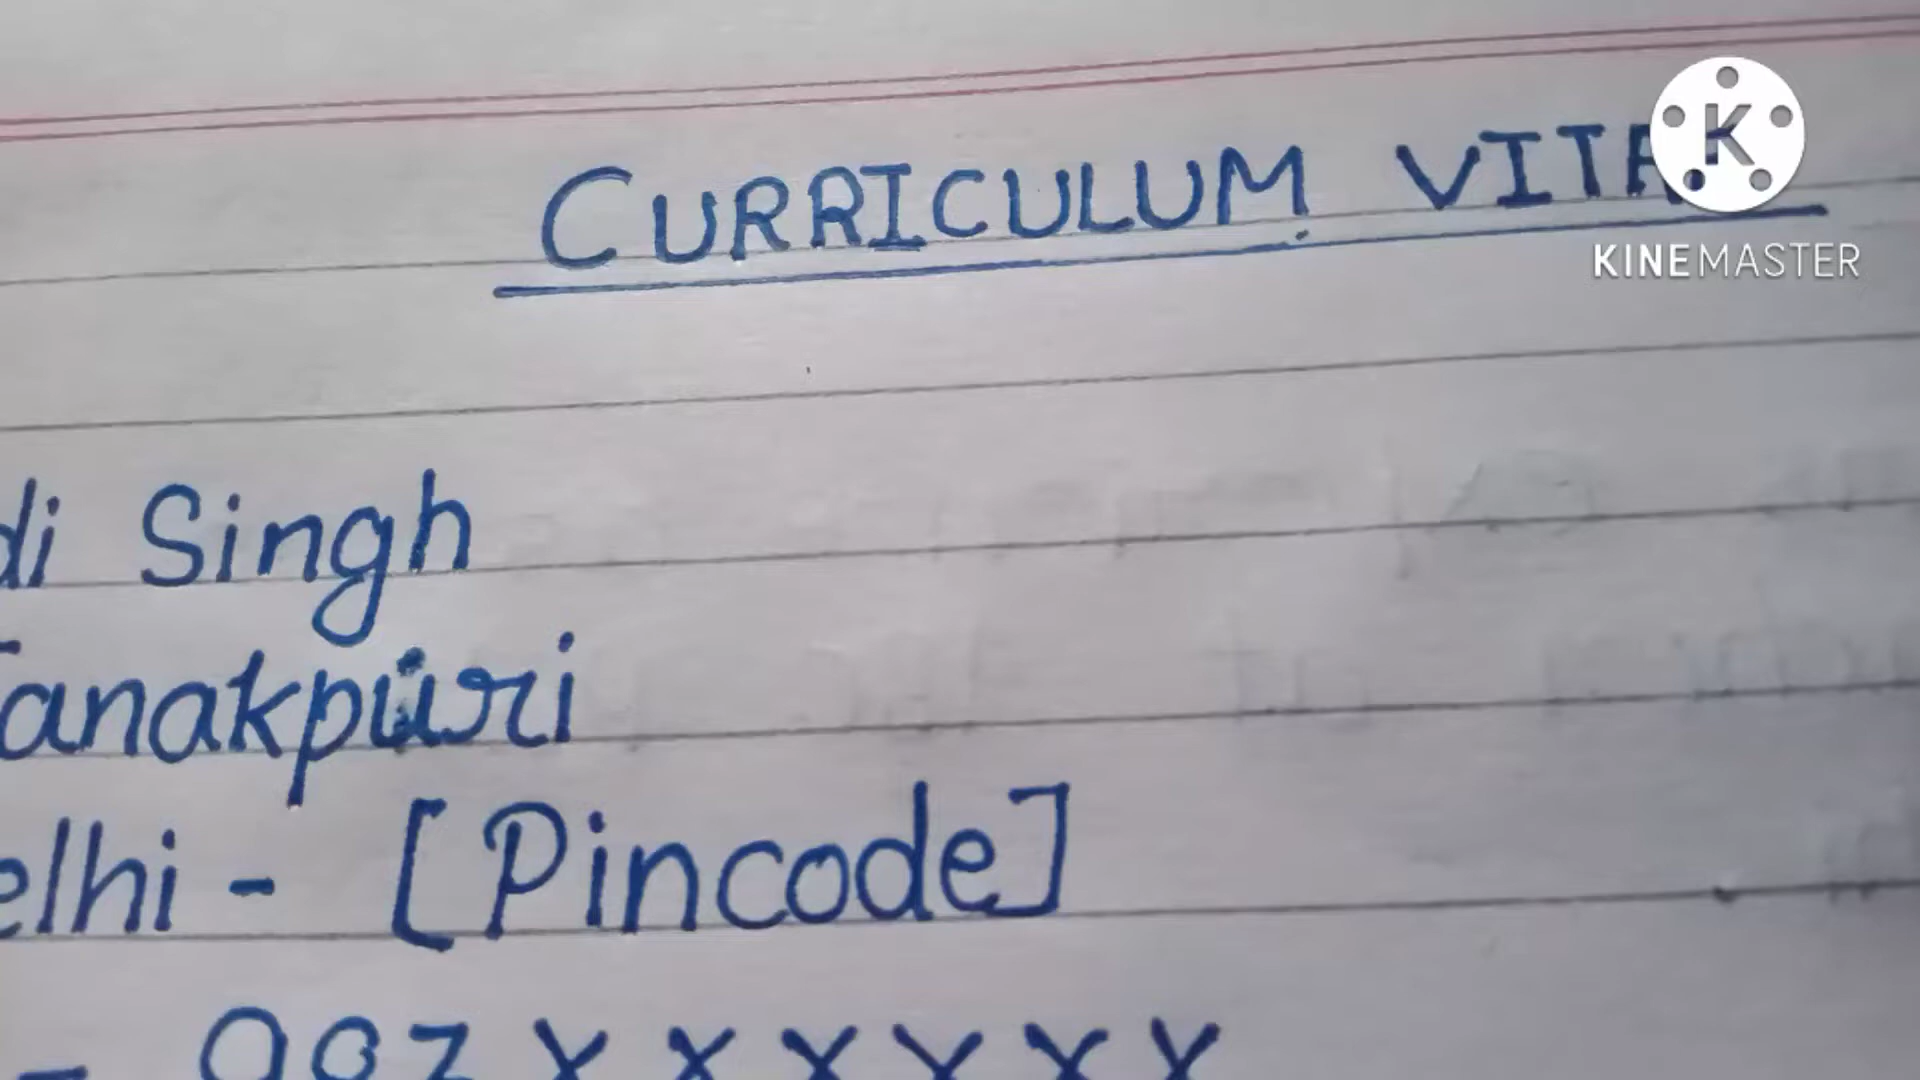 CURRICULUM VITA
KINEMASTER
di Singh
anakpuri
elhi - [Pincode]